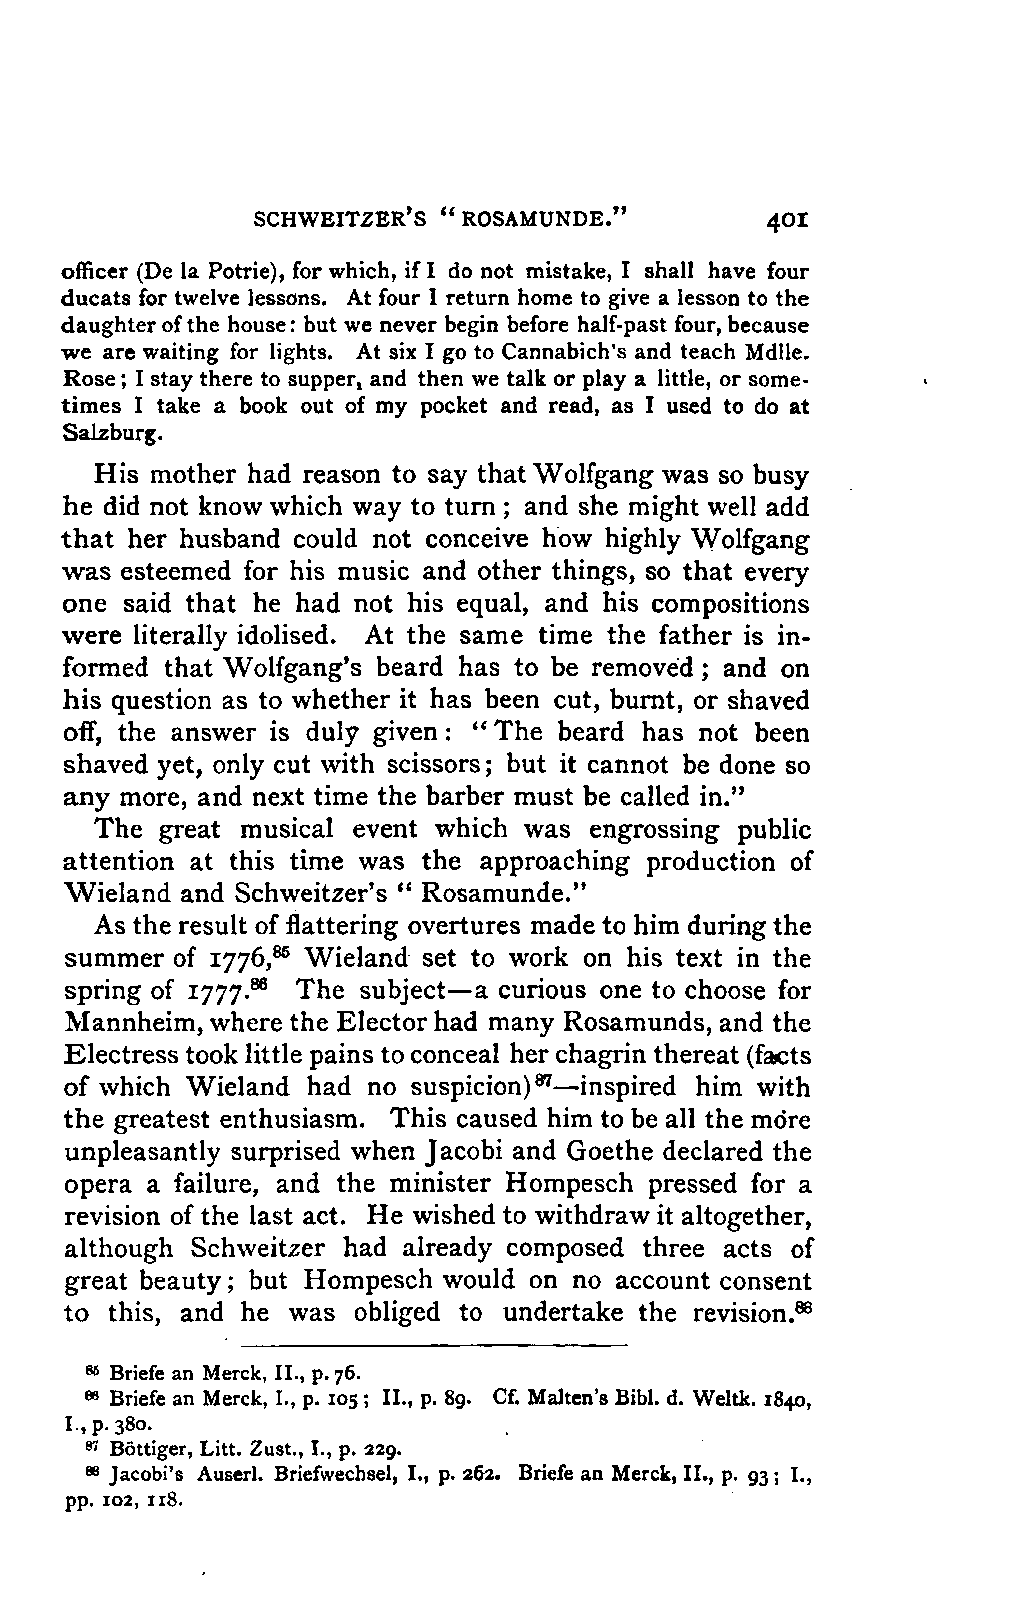 SCHWEITZER'S " ROSAMUNDE." 401
officer (De la Potrie), for which, if I do not mistake, I shall have four
ducats for twelve lessons. At four I return home to give a lesson to the
daughter of the house: but we never begin before half-past four, because
we are waiting for lights. At six I go to Cannabich's and teach Mdlle.
Rose; I stay there to supper, and then we talk or play a little, or some-
times I take a book out of my pocket and read, as I used to do at
Salzburg.
His mother had reason to say that Wolfgang was so busy
he did not know which way to turn; and she might well add
that her husband could not conceive how highly Wolfgang
was esteemed for his music and other things, so that every
one said that he had not his equal, and his compositions
were literally idolised. At the same time the father is in-
formed that Wolfgang's beard has to be removed; and on
his question as to whether it has been cut, burnt, or shaved
off, the answer is duly given: "The beard has not been
shaved yet, only cut with scissors; but it cannot be done so
any more, and next time the barber must be called in."
The great musical event which was engrossing public
attention at this time was the approaching production of
Wieland and Schweitzer's " Rosamunde."
As the result of flattering overtures made to him during the
summer of 1776,⁸⁵ Wieland set to work on his text in the
spring of 1777.⁸⁶ The subject—a curious one to choose for
Mannheim, where the Elector had many Rosamunds, and the
Electress took little pains to conceal her chagrin thereat (facts
of which Wieland had no suspicion)⁸⁷—inspired him with
the greatest enthusiasm. This caused him to be all the more
unpleasantly surprised when Jacobi and Goethe declared the
opera a failure, and the minister Hompesch pressed for a
revision of the last act. He wished to withdraw it altogether,
although Schweitzer had already composed three acts of
great beauty; but Hompesch would on no account consent
to this, and he was obliged to undertake the revision.⁸⁸
⁸⁵ Briefe an Merck, II., p. 76.
⁸⁶ Briefe an Merck, I., p. 105; II., p. 89. Cf. Malten's Bibl. d. Weltk. 1840,
I., p. 380.
⁸⁷ Böttiger, Litt. Zust., I., p. 229.
⁸⁸ Jacobi's Auserl. Briefwechsel, I., p. 262. Briefe an Merck, II., p. 93; I.,
pp. 102, 118.